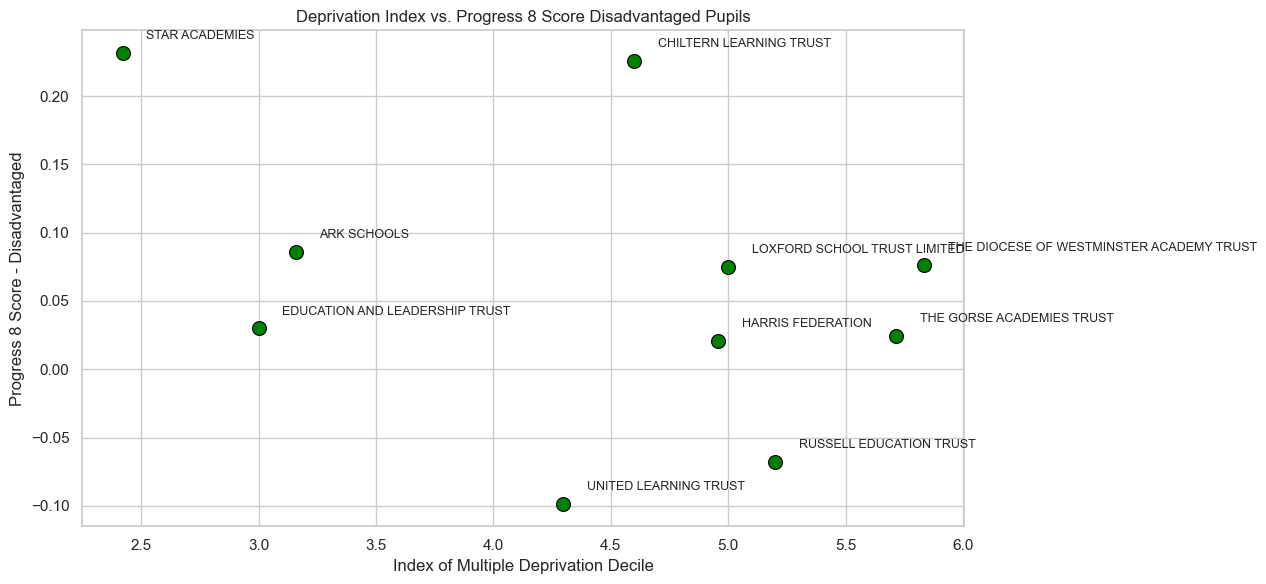 Deprivation Index vs. Progress 8 Score Disadvantaged Pupils
STAR ACADEMIES
CHILTERN LEARNING TRUST
0.20
0.15
0.10
ARK SCHOOLS
LOXFORD SCHOOL TRUST LIMITED
THE DIOCESE OF WESTMINSTER ACADEMY TRUST
0.05
EDUCATION AND LEADERSHIP TRUST
HARRIS FEDERATION
THE GORSE ACADEMIES TRUST
0.00
−0.05
RUSSELL EDUCATION TRUST
UNITED LEARNING TRUST
−0.10
Progress 8 Score - Disadvantaged
2.5 3.0 3.5 4.0 4.5 5.0 5.5 6.0
Index of Multiple Deprivation Decile